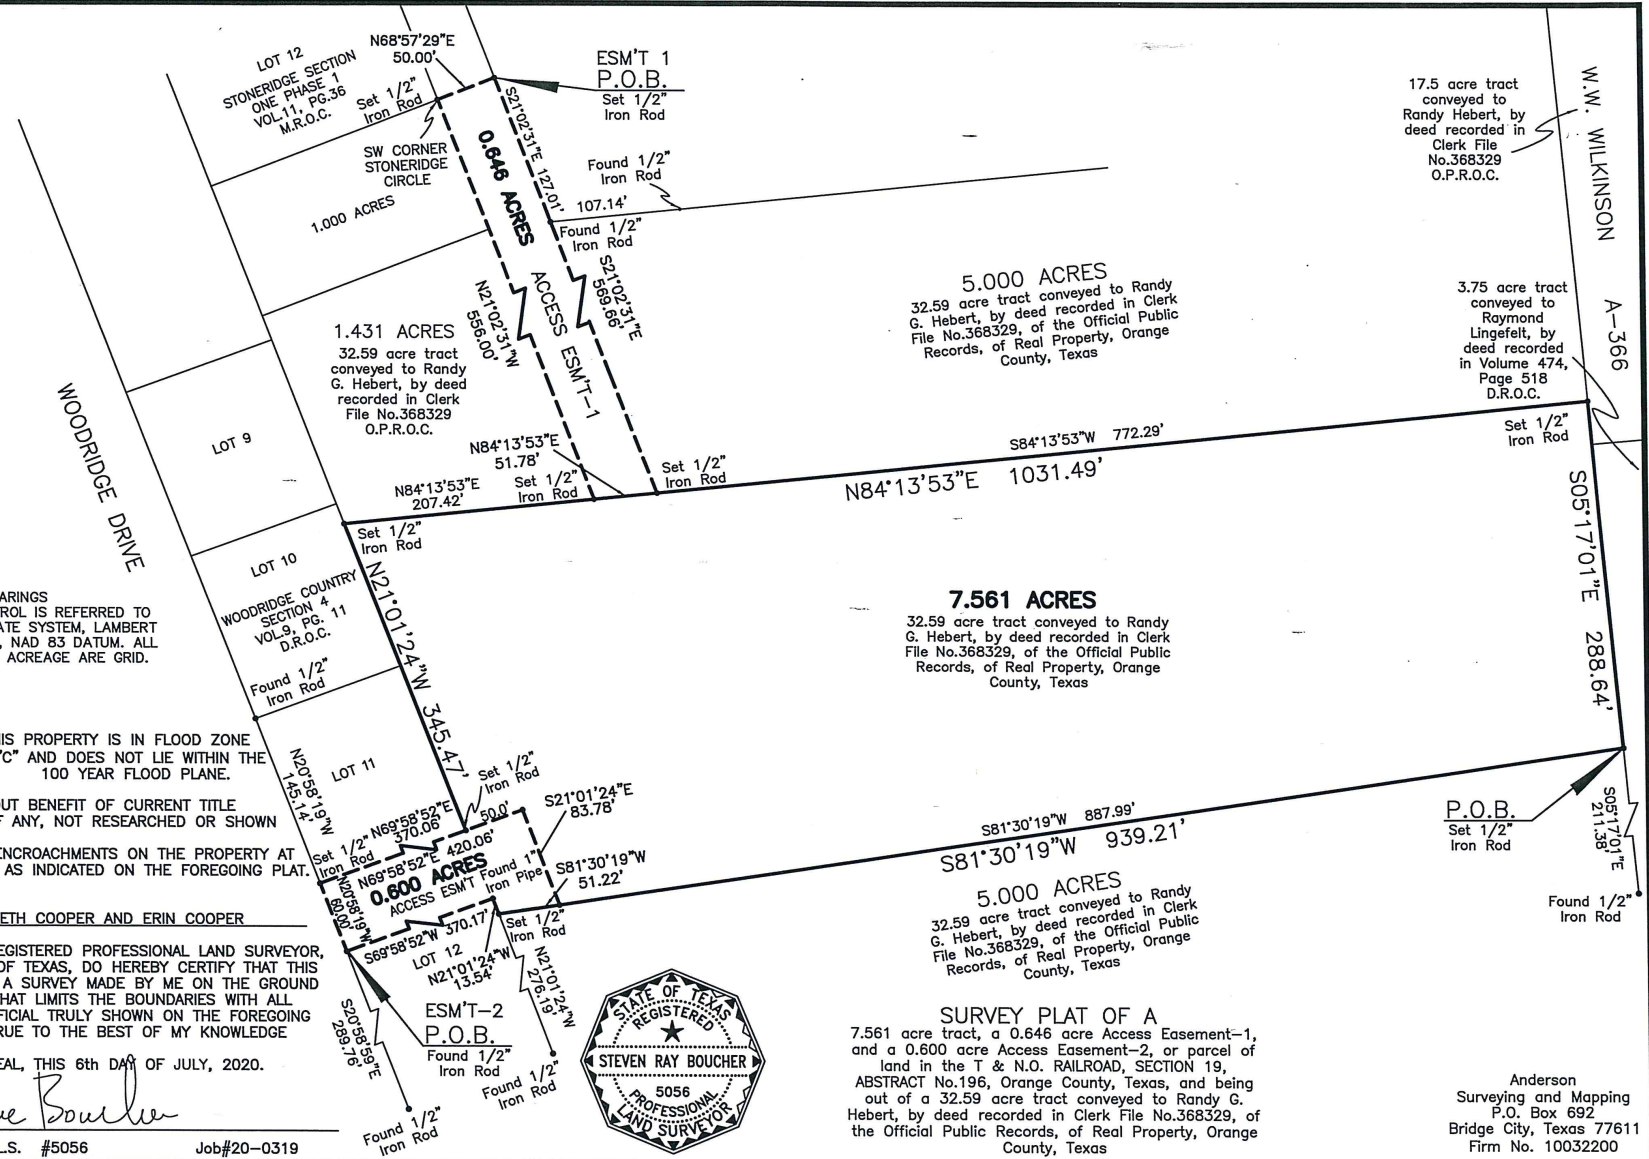 LOT 12
STONERIDGE SECTION
ONE PHASE 1
VOL.11, PG.36
M.R.O.C.
N68°57'29"E
50.00'
Set 1/2"
Iron Rod
ESM'T 1
P.O.B.
Set 1/2"
Iron Rod
SW CORNER
STONERIDGE
CIRCLE
1.000 ACRES
0.646 ACRES
ACCESS ESM'T-1
S21°02'31"E 127.01'
Found 1/2"
Iron Rod
107.14'
Found 1/2"
Iron Rod
S21°02'31"E
569.66'
N21°02'31"W
556.00'
17.5 acre tract
conveyed to
Randy Hebert, by
deed recorded in
Clerk File
No.368329
O.P.R.O.C.
W.W. WILKINSON A-366
5.000 ACRES
32.59 acre tract conveyed to Randy
G. Hebert, by deed recorded in Clerk
File No.368329, of the Official Public
Records, of Real Property, Orange
County, Texas
3.75 acre tract
conveyed to
Raymond
Lingefelt, by
deed recorded
in Volume 474,
Page 518
D.R.O.C.
1.431 ACRES
32.59 acre tract
conveyed to Randy
G. Hebert, by deed
recorded in Clerk
File No.368329
O.P.R.O.C.
WOODRIDGE DRIVE
LOT 9
N84°13'53"E
51.78'
N84°13'53"E
207.42'
Set 1/2"
Iron Rod
Set 1/2"
Iron Rod
S84°13'53"W 772.29'
N84°13'53"E 1031.49'
Set 1/2"
Iron Rod
Set 1/2"
Iron Rod
LOT 10
WOODRIDGE COUNTRY
SECTION 4
VOL.9, PG. 11
D.R.O.C.
Found 1/2"
Iron Rod
N21°01'24"W 345.47'
S05°17'01"E 288.64'
7.561 ACRES
32.59 acre tract conveyed to Randy
G. Hebert, by deed recorded in Clerk
File No.368329, of the Official Public
Records, of Real Property, Orange
County, Texas
ARINGS
ROL IS REFERRED TO
ATE SYSTEM, LAMBERT
, NAD 83 DATUM. ALL
ACREAGE ARE GRID.
IS PROPERTY IS IN FLOOD ZONE
"C" AND DOES NOT LIE WITHIN THE
100 YEAR FLOOD PLANE.
UT BENEFIT OF CURRENT TITLE
F ANY, NOT RESEARCHED OR SHOWN
ENCROACHMENTS ON THE PROPERTY AT
AS INDICATED ON THE FOREGOING PLAT.
ETH COOPER AND ERIN COOPER
EGISTERED PROFESSIONAL LAND SURVEYOR,
OF TEXAS, DO HEREBY CERTIFY THAT THIS
A SURVEY MADE BY ME ON THE GROUND
HAT LIMITS THE BOUNDARIES WITH ALL
FICIAL TRULY SHOWN ON THE FOREGOING
RUE TO THE BEST OF MY KNOWLEDGE
EAL, THIS 6th DAY OF JULY, 2020.
ve Boucher
L.S. #5056 Job#20-0319
N20°58'19"W
145.14'
LOT 11
Set 1/2"
Iron Rod
Set 1/2"
Iron Rod
N69°58'52"E
370.06'
50.0'
N69°58'52"E 420.06'
0.600 ACRES
ACCESS ESM'T
Found 1"
Iron Pipe
N20°58'19"W
60.00'
S21°01'24"E
83.78'
S81°30'19"W
51.22'
S69°58'52"W 370.17'
LOT 12
N21°01'24"W
13.54'
Set 1/2"
Iron Rod
N21°01'24"W
276.19'
ESM'T-2
P.O.B.
Found 1/2"
Iron Rod
Found 1/2"
Iron Rod
S20°58'59"E
289.76'
Found 1/2"
Iron Rod
S81°30'19"W 887.99'
S81°30'19"W 939.21'
P.O.B.
Set 1/2"
Iron Rod
S05°17'01"E
211.38'
Found 1/2"
Iron Rod
5.000 ACRES
32.59 acre tract conveyed to Randy
G. Hebert, by deed recorded in Clerk
File No.368329, of the Official Public
Records, of Real Property, Orange
County, Texas
STATE OF TEXAS
REGISTERED
STEVEN RAY BOUCHER
5056
PROFESSIONAL
LAND SURVEYOR
SURVEY PLAT OF A
7.561 acre tract, a 0.646 acre Access Easement-1,
and a 0.600 acre Access Easement-2, or parcel of
land in the T & N.O. RAILROAD, SECTION 19,
ABSTRACT No.196, Orange County, Texas, and being
out of a 32.59 acre tract conveyed to Randy G.
Hebert, by deed recorded in Clerk File No.368329, of
the Official Public Records, of Real Property, Orange
County, Texas
Anderson
Surveying and Mapping
P.O. Box 692
Bridge City, Texas 77611
Firm No. 10032200